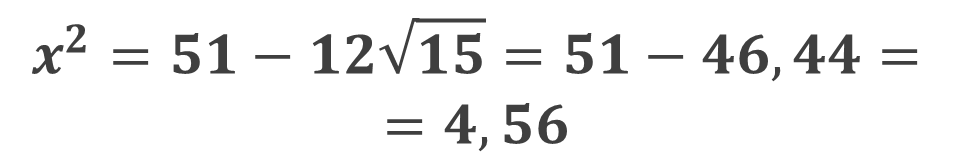 x² = 51 − 12√15 = 51 − 46,44 =
= 4,56